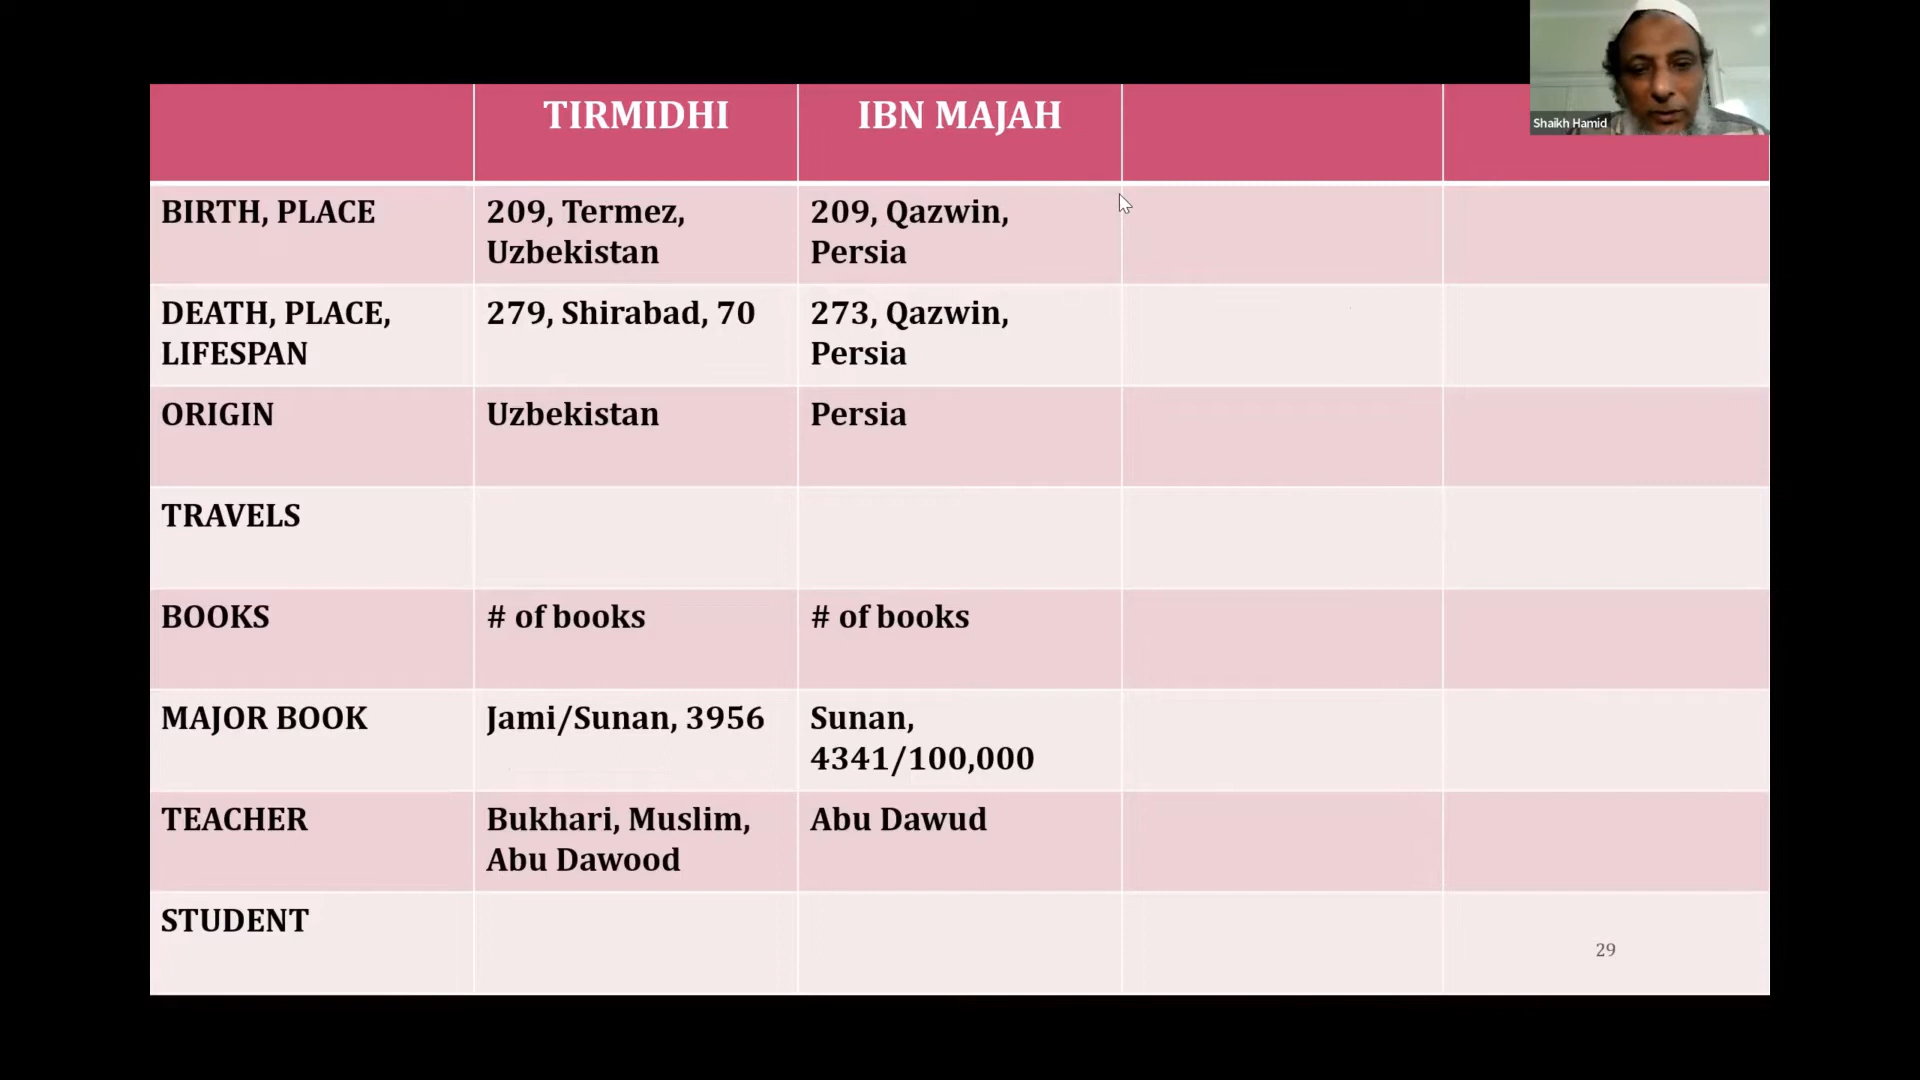 Shaikh Hamid
TIRMIDHI IBN MAJAH
BIRTH, PLACE 209, Termez, 209, Qazwin,
Uzbekistan Persia
DEATH, PLACE, 279, Shirabad, 70 273, Qazwin,
LIFESPAN Persia
ORIGIN Uzbekistan Persia
TRAVELS
BOOKS # of books # of books
MAJOR BOOK Jami/Sunan, 3956 Sunan,
4341/100,000
TEACHER Bukhari, Muslim, Abu Dawud
Abu Dawood
STUDENT
29